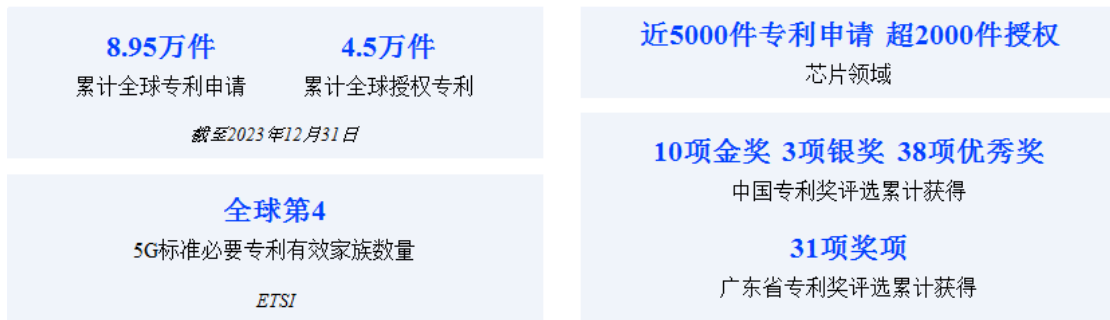 8.95万件 4.5万件
累计全球专利申请 累计全球授权专利
截至2023年12月31日
全球第4
5G标准必要专利有效家族数量
ETSI
近5000件专利申请 超2000件授权
芯片领域
10项金奖 3项银奖 38项优秀奖
中国专利奖评选累计获得
31项奖项
广东省专利奖评选累计获得